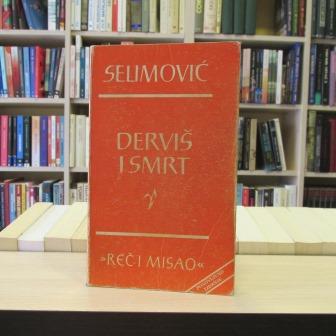 SELIMOVIĆ
DERVIŠ
I SMRT
»REČ I MISAO«